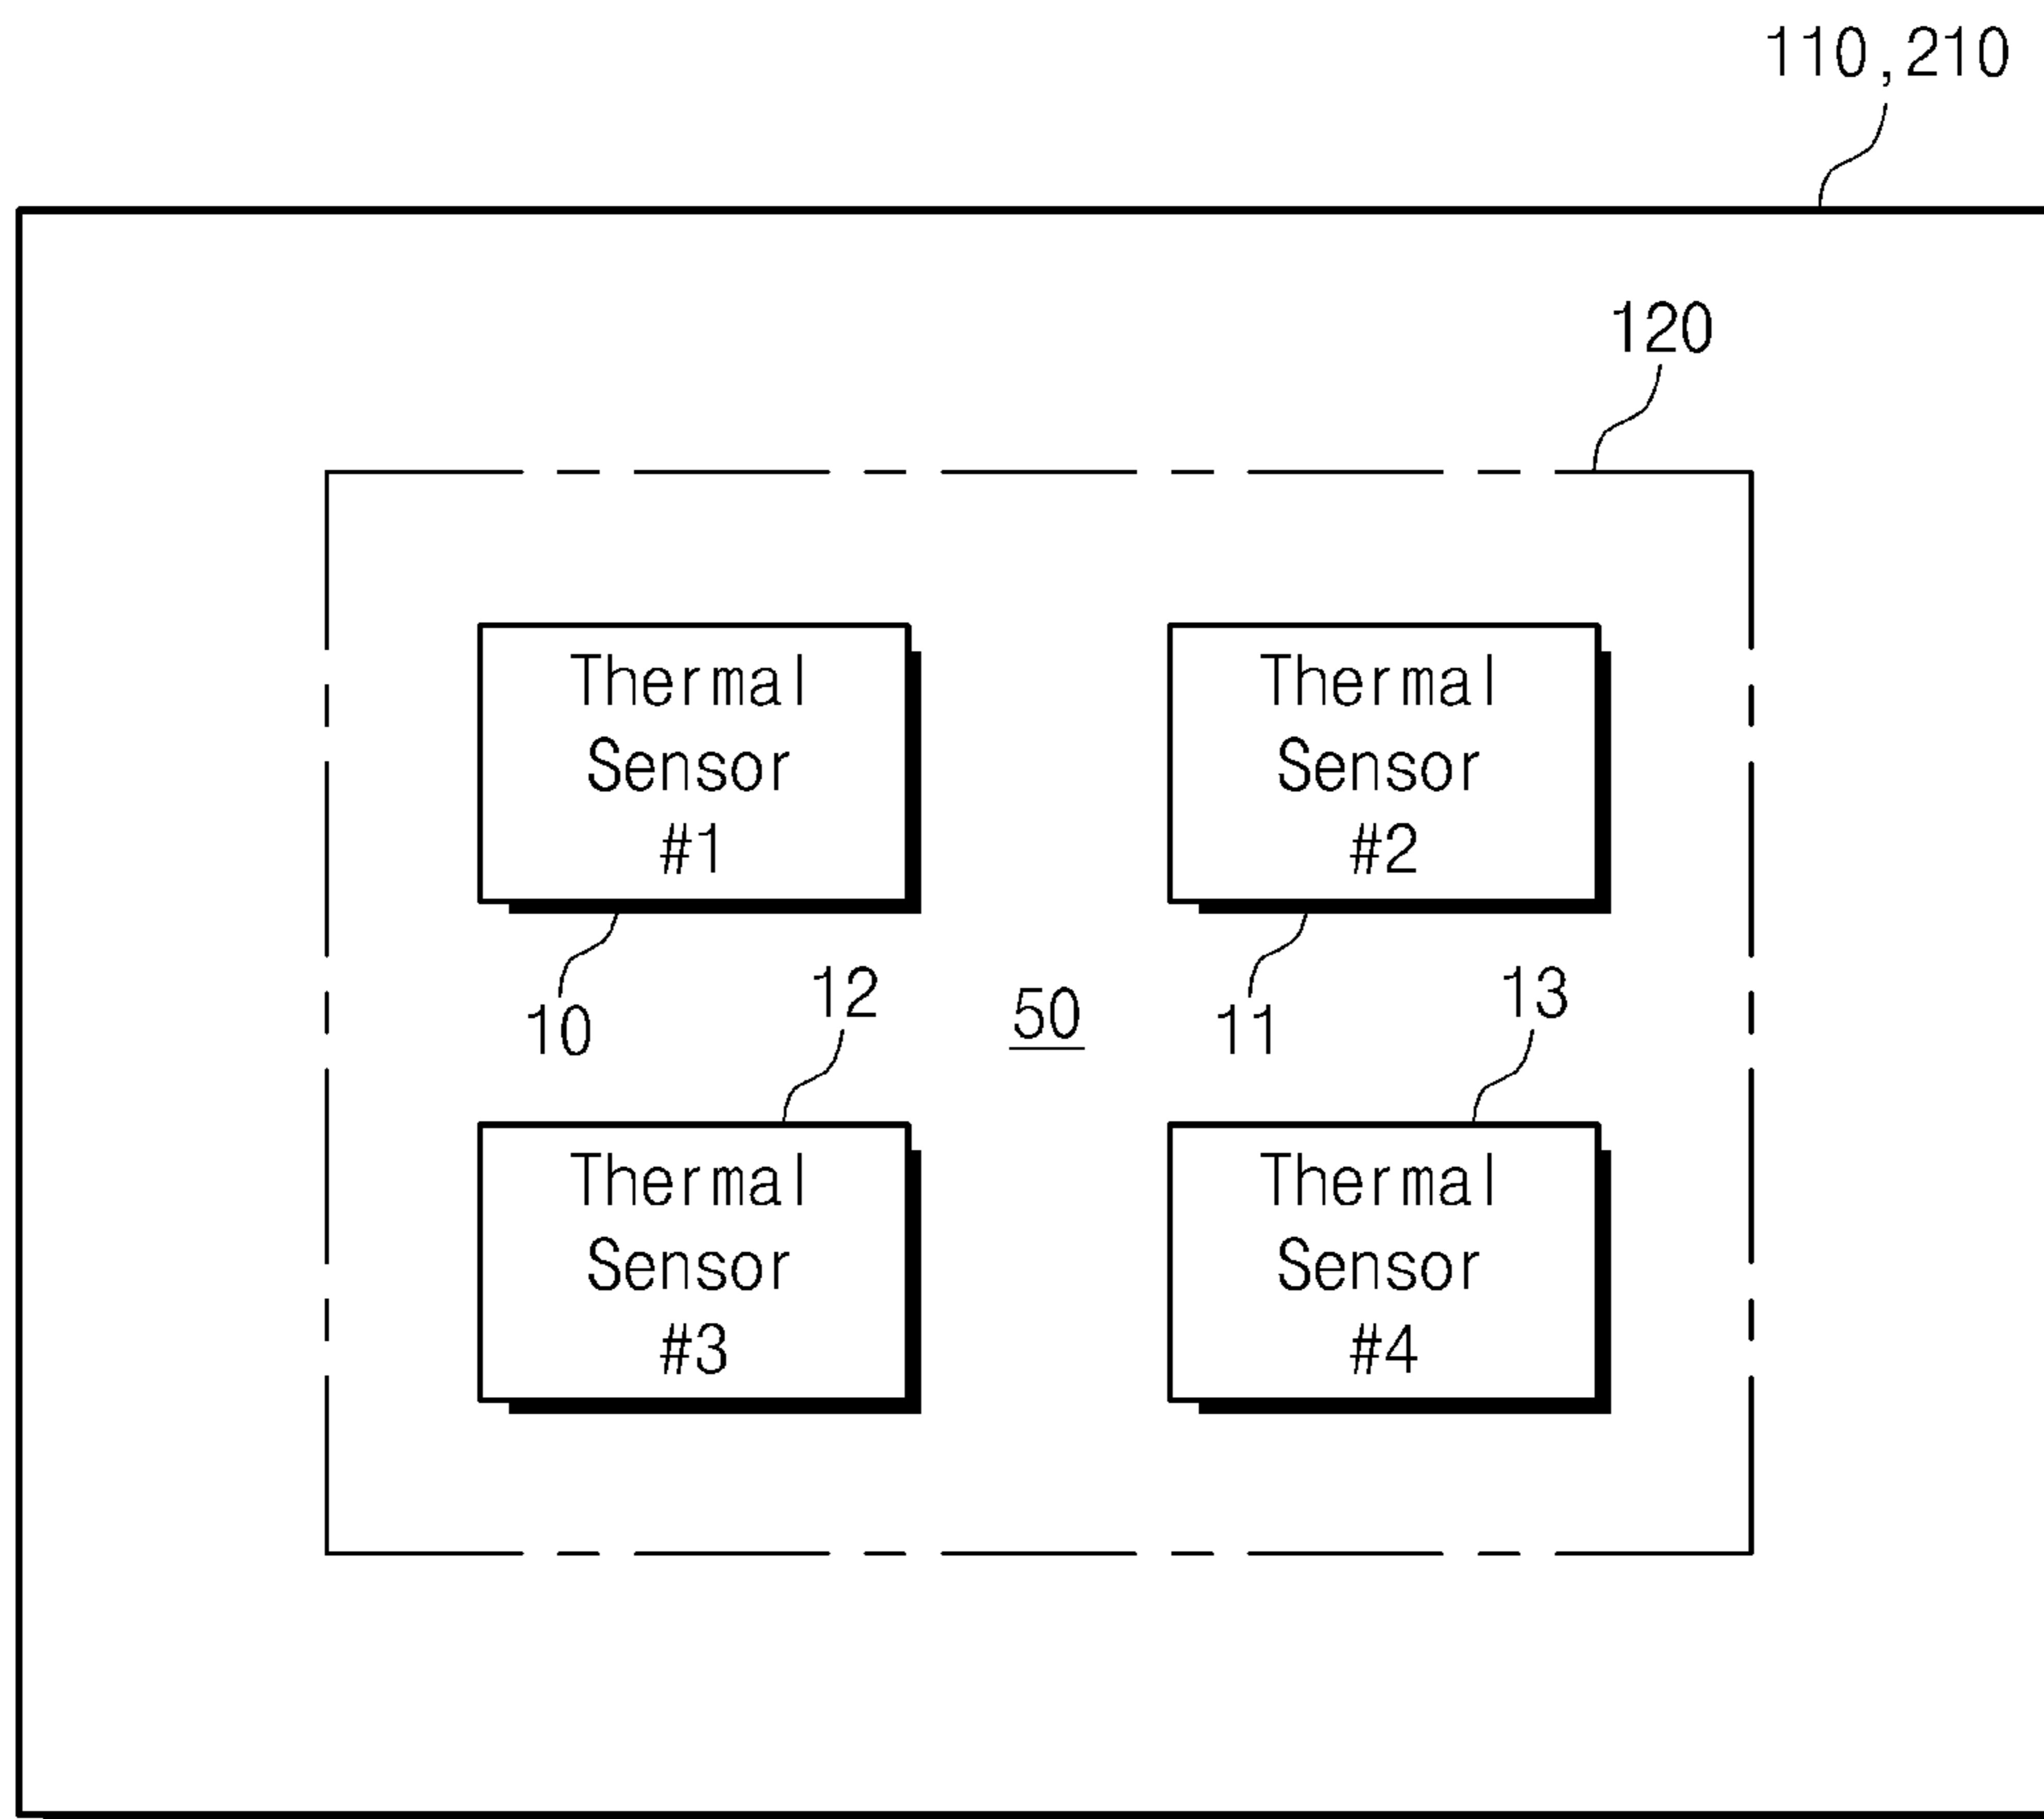 110,210
120
Thermal
Sensor
#1
Thermal
Sensor
#2
10
12
50
11
13
Thermal
Sensor
#3
Thermal
Sensor
#4